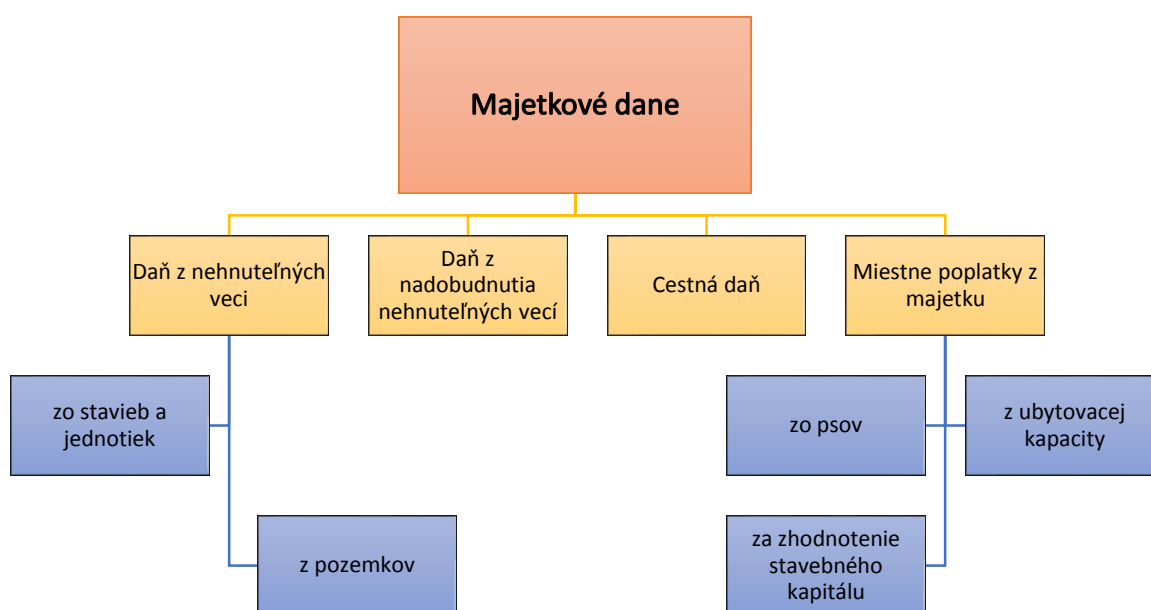 Majetkové dane
Daň z nehnuteľných
veci
Daň z
nadobudnutia
nehnuteľných vecí
Cestná daň
Miestne poplatky z
majetku
zo stavieb a
jednotiek
z pozemkov
zo psov
z ubytovacej
kapacity
za zhodnotenie
stavebného
kapitálu